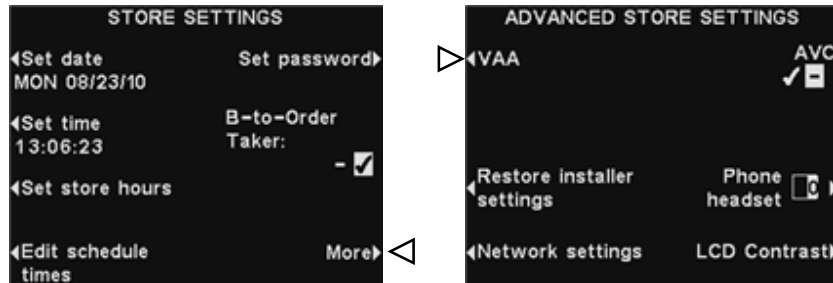 STORE SETTINGS
Set date
MON 08/23/10
Set password
Set time
13:06:23
B-to-Order
Taker:
- ✓
Set store hours
Edit schedule
times
More
ADVANCED STORE SETTINGS
VAA
AVC
✓ -
Restore installer
settings
Phone
headset
0
Network settings
LCD Contrast